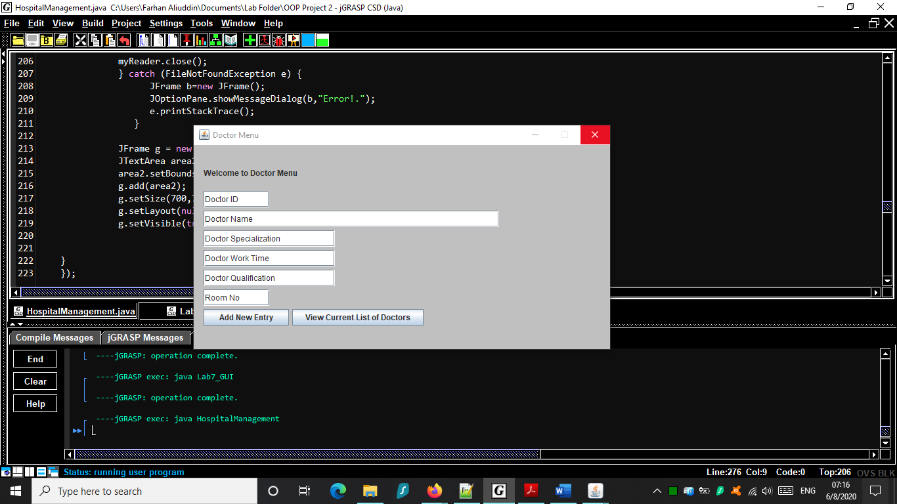 HospitalManagement.java C:\Users\Farhan Aliuddin\Documents\Lab Folder\OOP Project 2 - jGRASP CSD (Java)
File Edit View Build Project Settings Tools Window Help
206 myReader.close();
207 } catch (FileNotFoundException e) {
208 JFrame b=new JFrame();
209 JOptionPane.showMessageDialog(b,"Error!.");
210 e.printStackTrace();
211 }
212
213 JFrame g = new
214 JTextArea area2
215 area2.setBounds
216 g.add(area2);
217 g.setSize(700,
218 g.setLayout(nu
219 g.setVisible(t
220
221
222 }
223 });
Doctor Menu
Welcome to Doctor Menu
Doctor ID
Doctor Name
Doctor Specialization
Doctor Work Time
Doctor Qualification
Room No
Add New Entry View Current List of Doctors
HospitalManagement.java Lab
Compile Messages jGRASP Messages
End
Clear
Help
----jGRASP: operation complete.
----jGRASP exec: java Lab7_GUI
----jGRASP: operation complete.
----jGRASP exec: java HospitalManagement
Status: running user program Line:276 Col:9 Code:0 Top:206 OVS BLK
Type here to search
ENG
07:16
6/8/2020